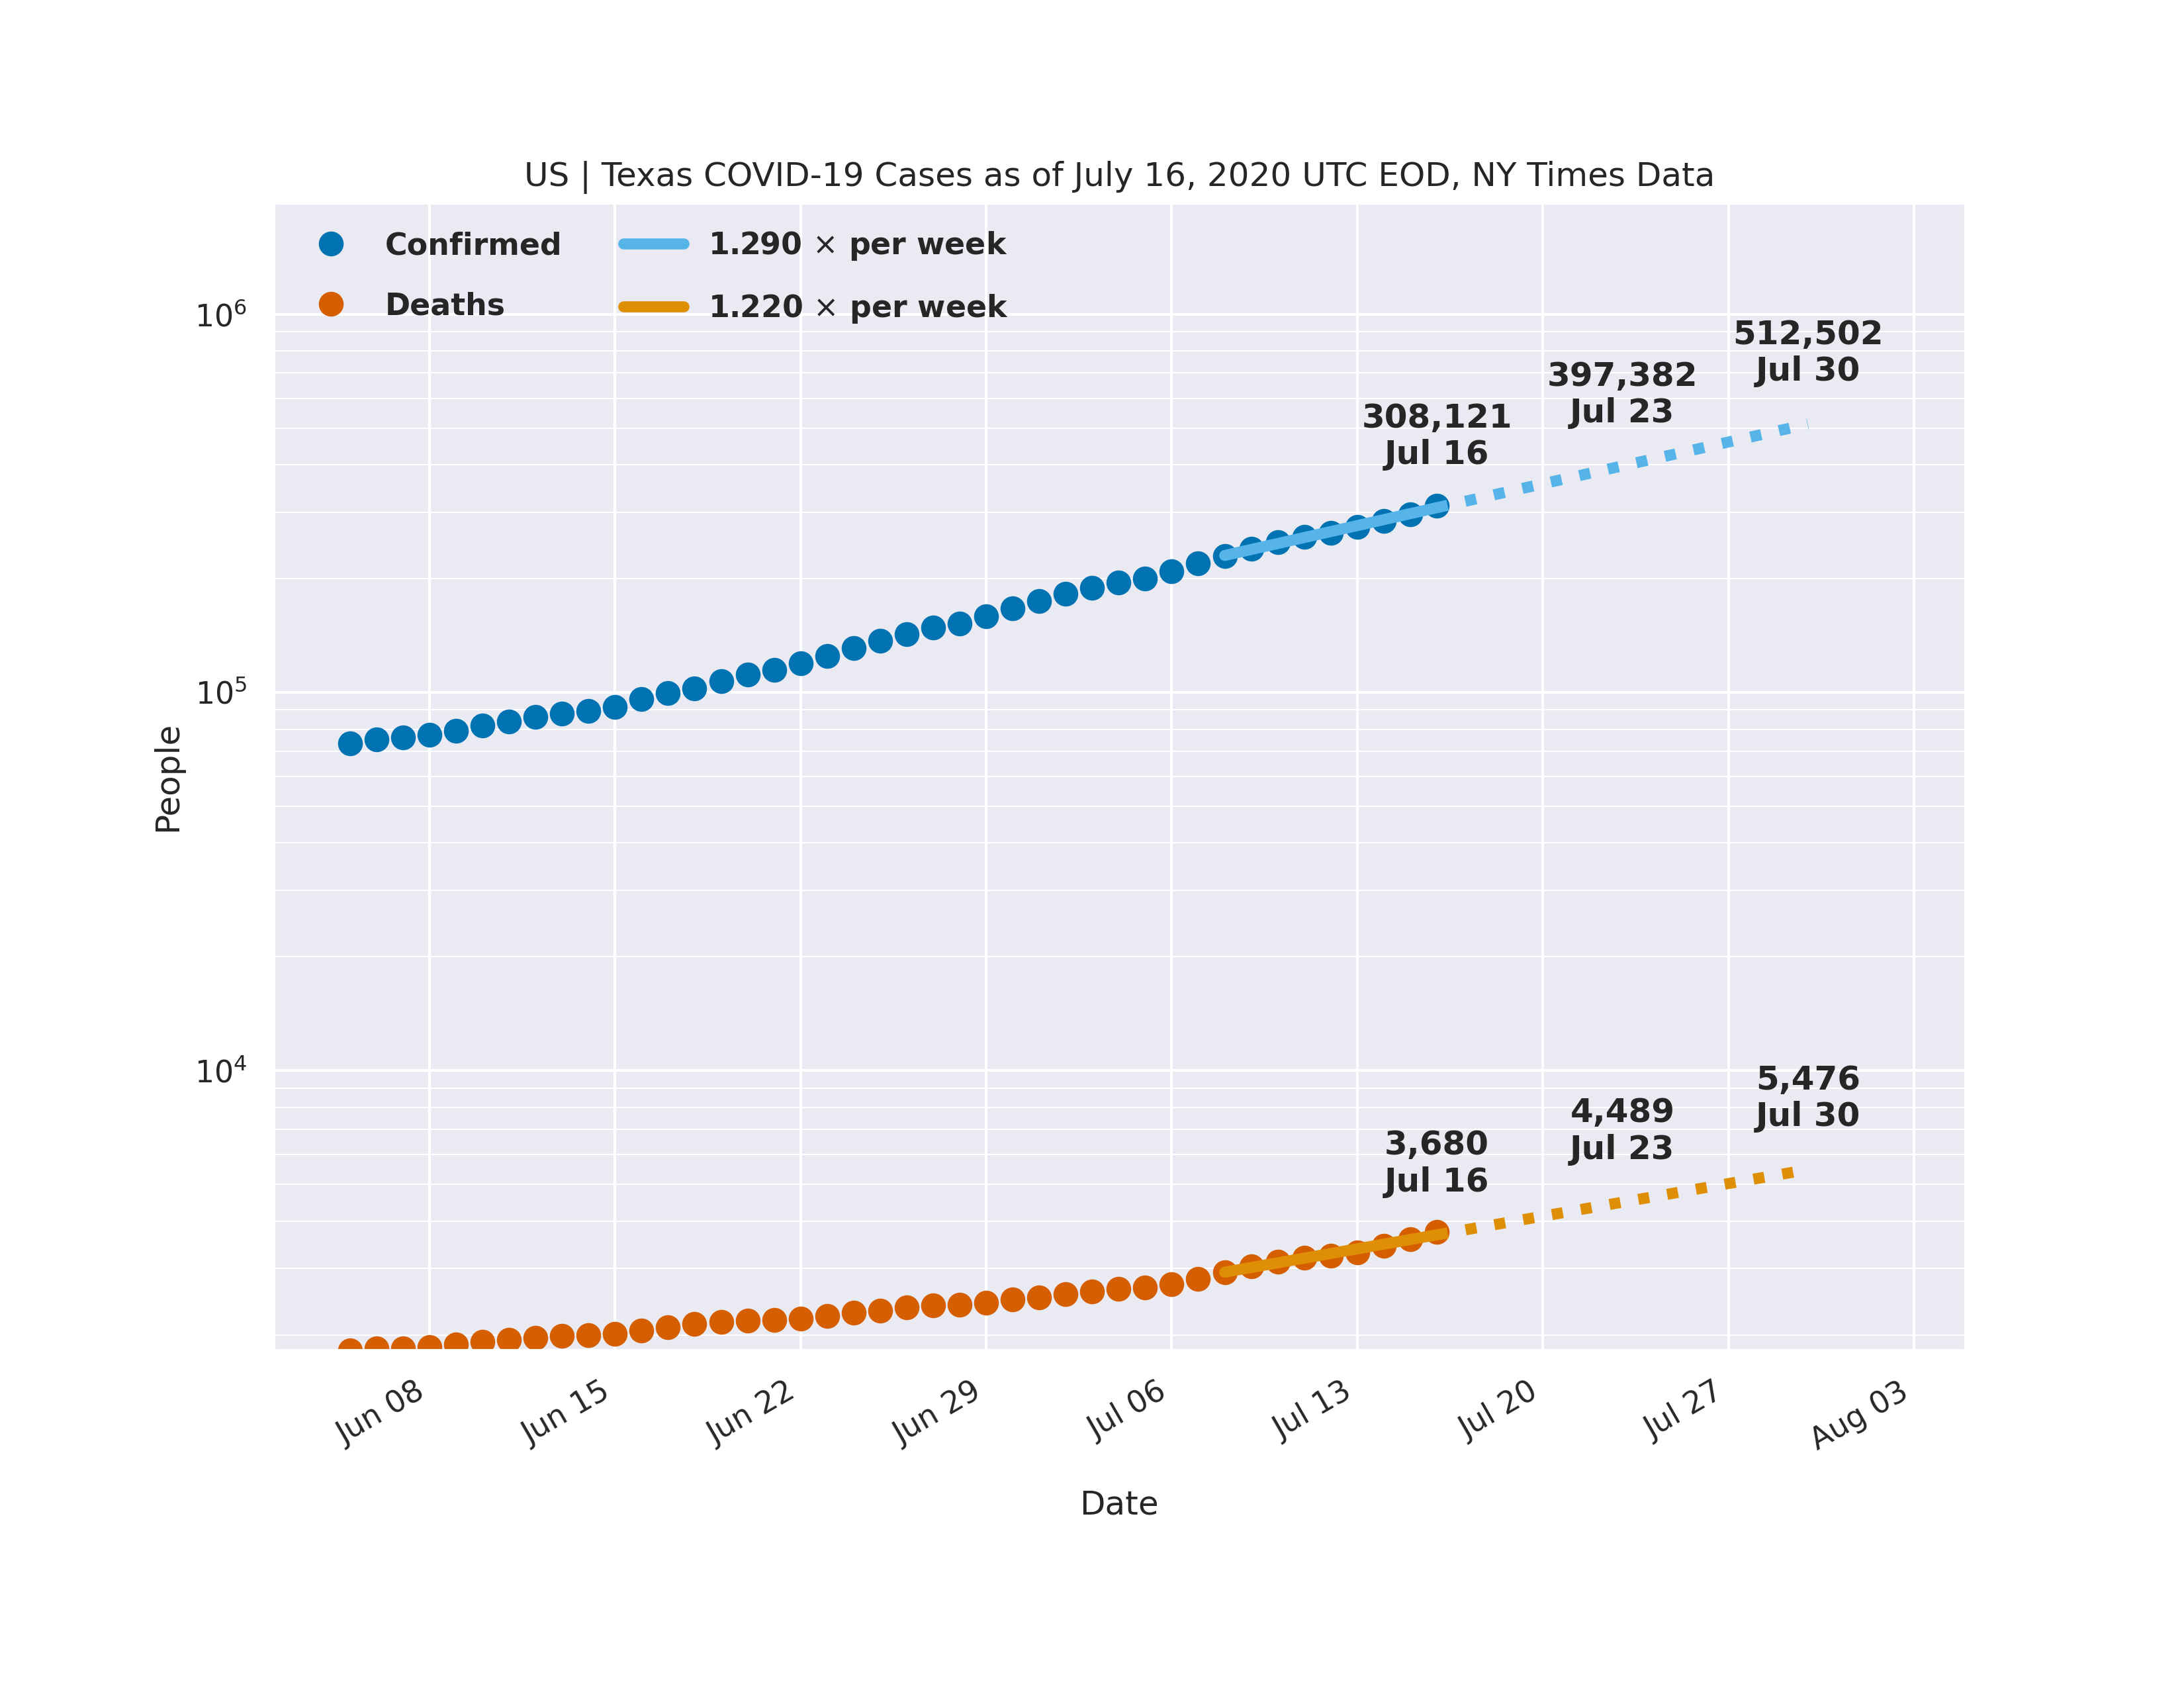 US | Texas COVID-19 Cases as of July 16, 2020 UTC EOD, NY Times Data
Confirmed
1.290 × per week
Deaths
1.220 × per week
10⁶
512,502
Jul 30
397,382
Jul 23
308,121
Jul 16
10⁵
People
10⁴
5,476
Jul 30
4,489
Jul 23
3,680
Jul 16
Jun 08
Jun 15
Jun 22
Jun 29
Jul 06
Jul 13
Jul 20
Jul 27
Aug 03
Date